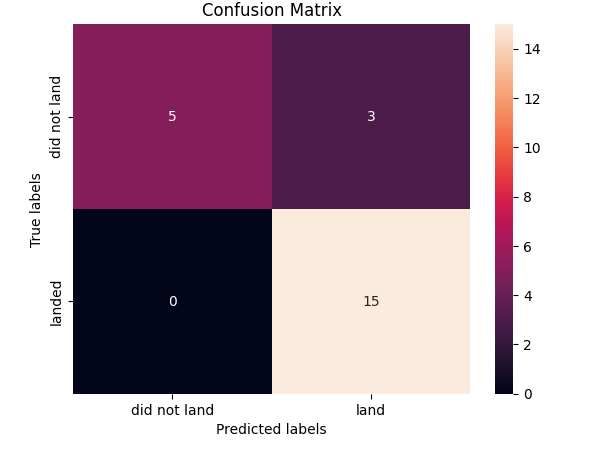 Confusion Matrix
True labels
did not land
landed
5
3
0
15
did not land
land
Predicted labels
14
12
10
8
6
4
2
0